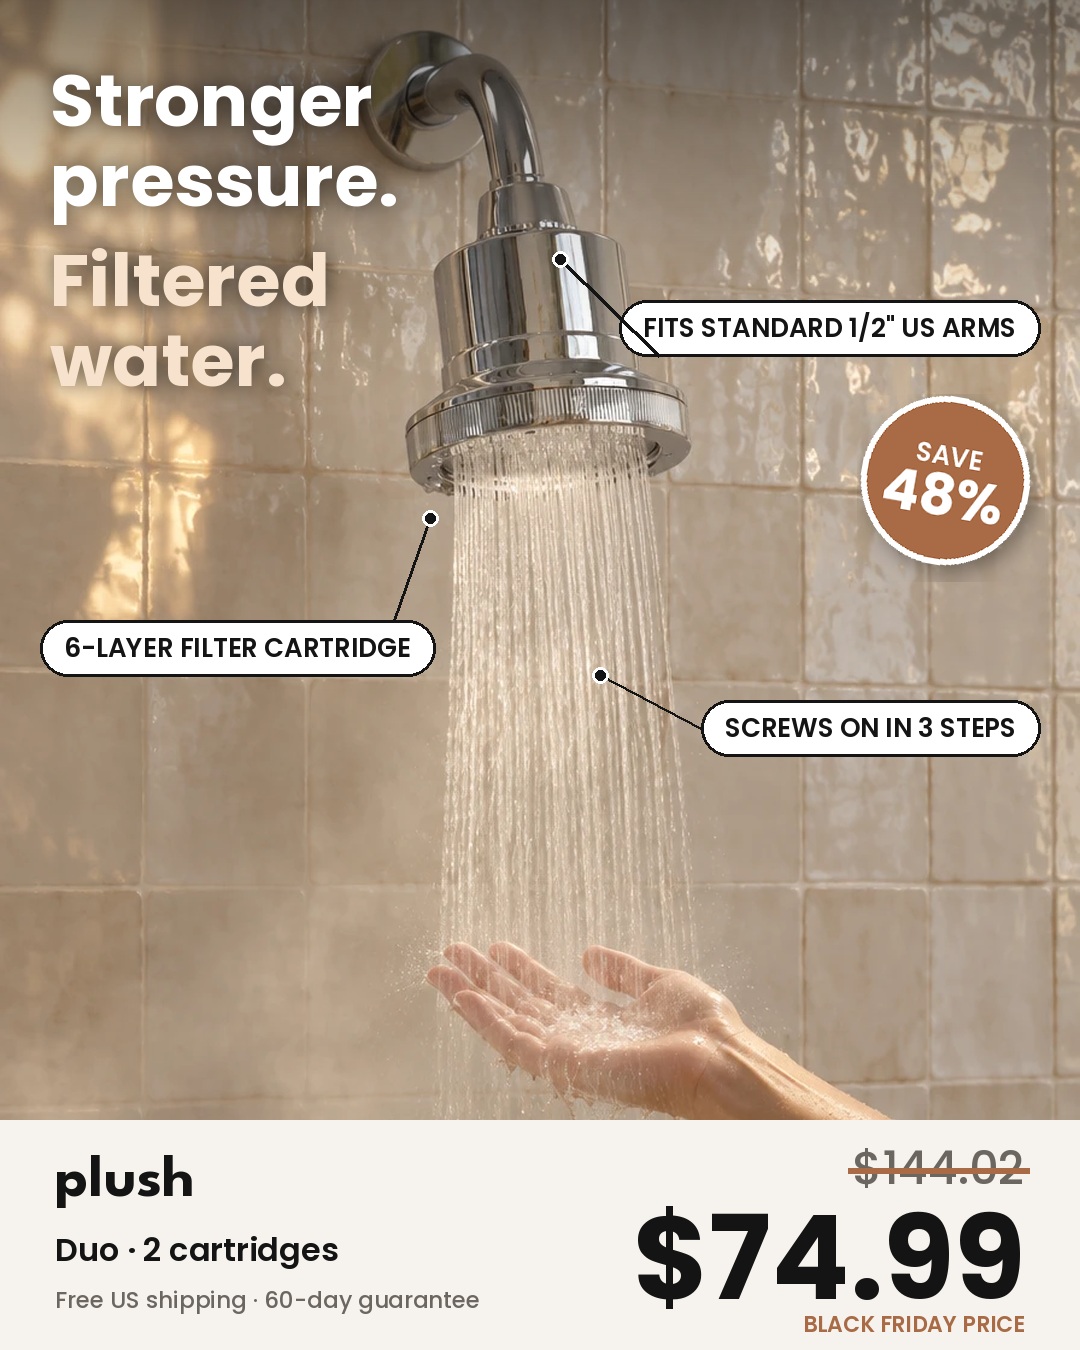 Stronger
pressure.
Filtered
water.
FITS STANDARD 1/2" US ARMS
SAVE
48%
6-LAYER FILTER CARTRIDGE
SCREWS ON IN 3 STEPS
plush
Duo · 2 cartridges
Free US shipping · 60-day guarantee
$144.02
$74.99
BLACK FRIDAY PRICE